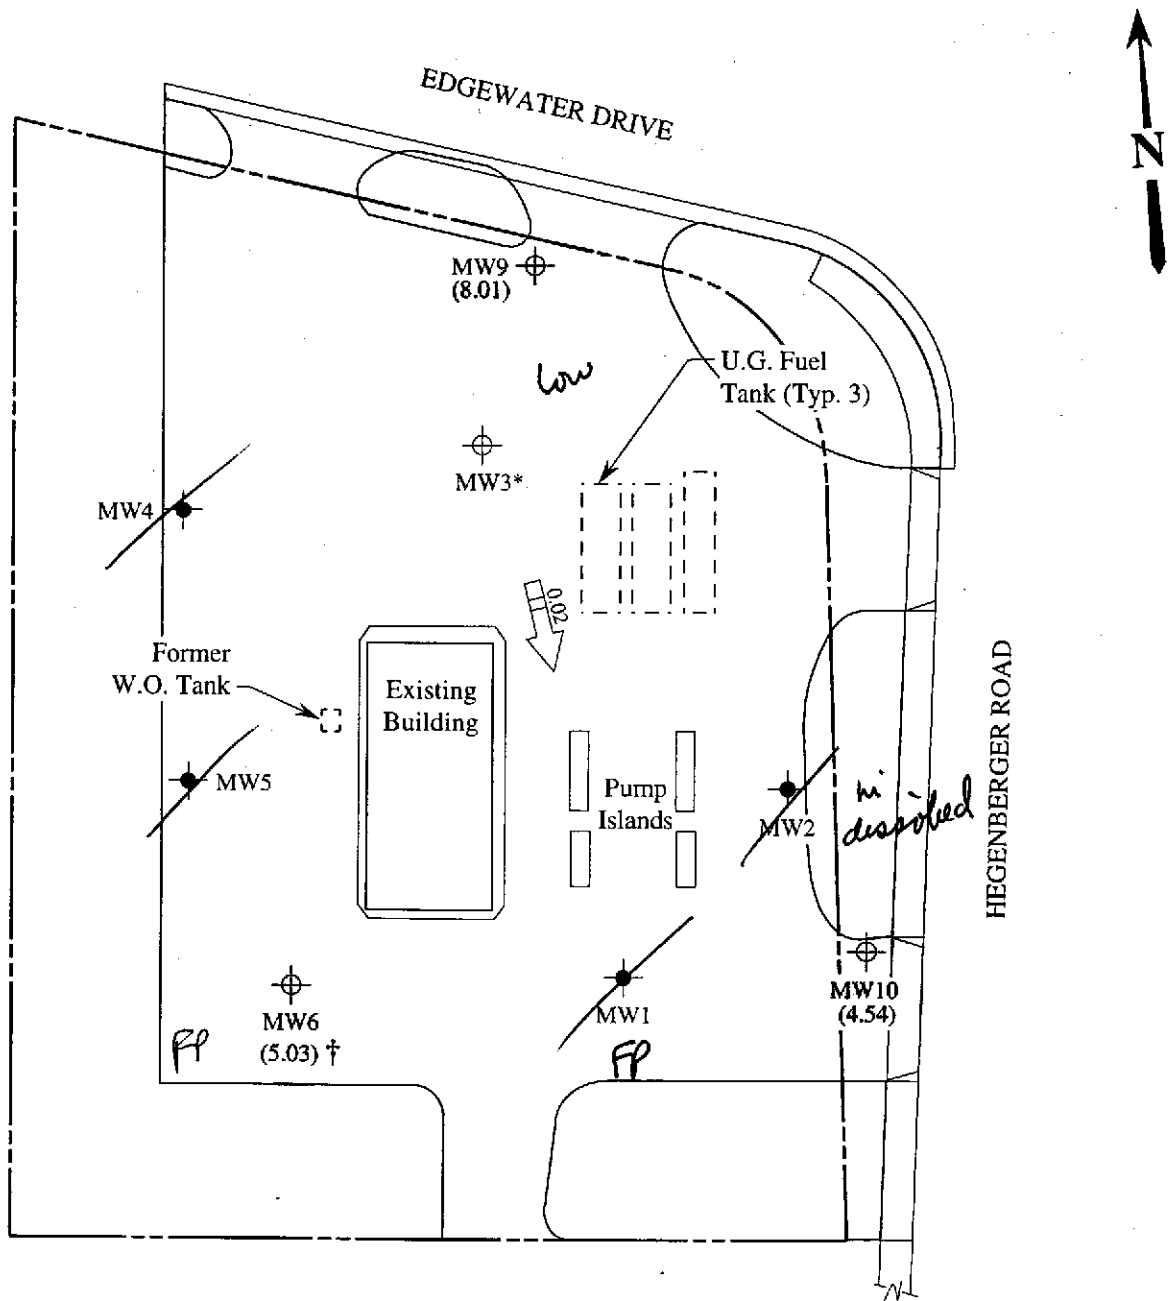 EDGEWATER DRIVE
N
MW9
(8.01)
low
U.G. Fuel
Tank (Typ. 3)
MW3*
MW4
0.02
Former
W.O. Tank
Existing
Building
MW5
Pump
Islands
MW2
hi
dissolved
HEGENBERGER ROAD
MW6
(5.03) †
FP
MW1
FP
MW10
(4.54)